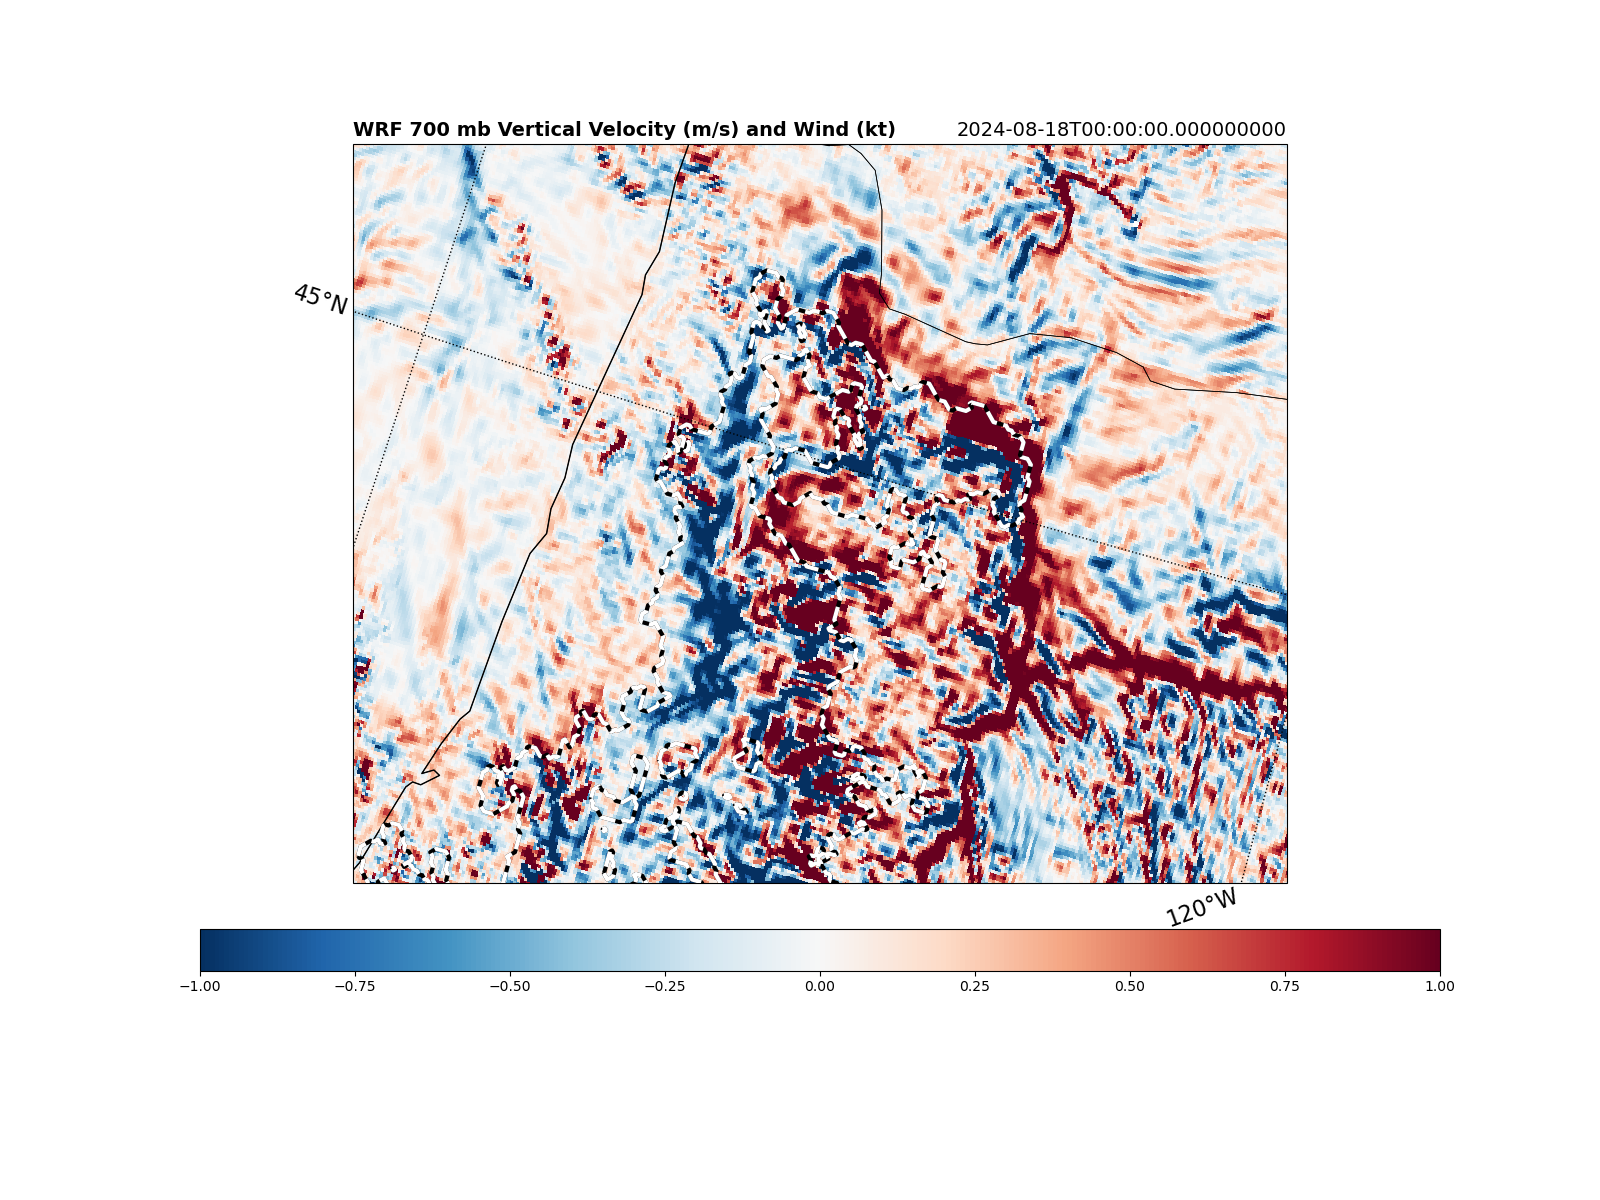 WRF 700 mb Vertical Velocity (m/s) and Wind (kt) 2024-08-18T00:00:00.000000000
45°N
120°W
−1.00 −0.75 −0.50 −0.25 0.00 0.25 0.50 0.75 1.00